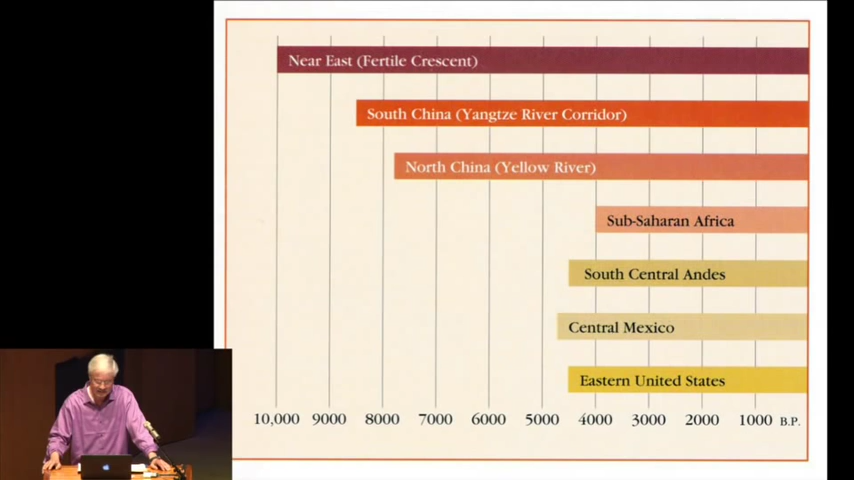 Near East (Fertile Crescent)
South China (Yangtze River Corridor)
North China (Yellow River)
Sub-Saharan Africa
South Central Andes
Central Mexico
Eastern United States
10,000 9000 8000 7000 6000 5000 4000 3000 2000 1000 B.P.